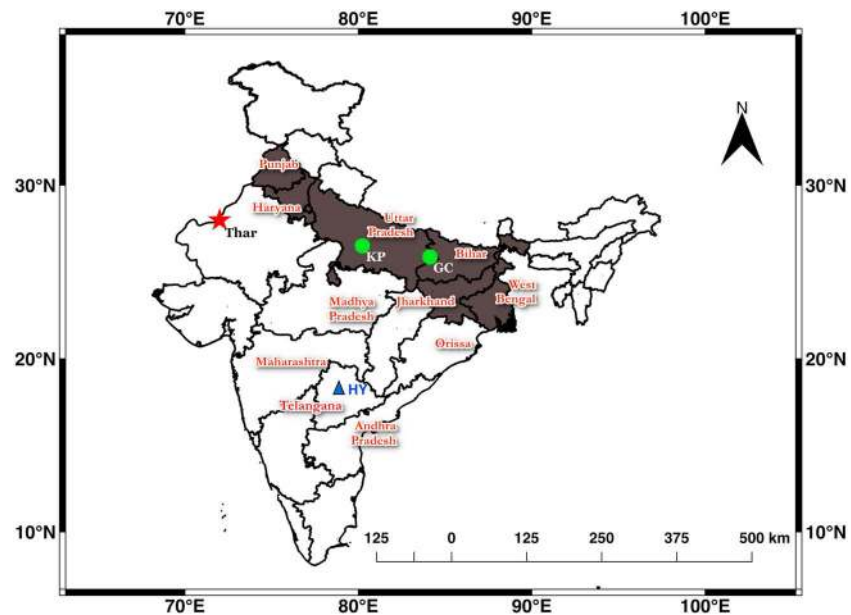 70°E 80°E 90°E 100°E
N
30°N 30°N
Punjab
Haryana
Thar
Uttar
Pradesh
KP
Bihar
GC
West
Bengal
Jharkhand
Madhya
Pradesh
Orissa
20°N 20°N
Maharashtra
HY
Telangana
Andhra
Pradesh
10°N 10°N
125 0 125 250 375 500 km
70°E 80°E 90°E 100°E